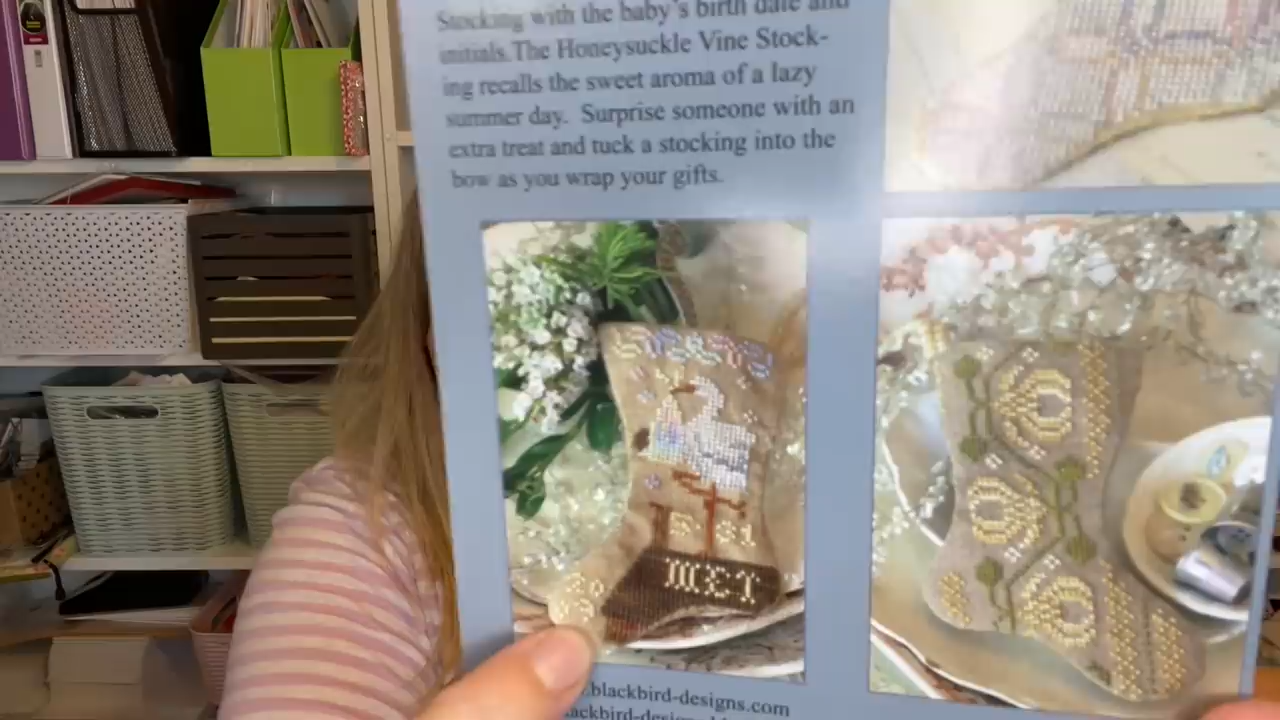 Stocking with the baby's birth date and
initials. The Honeysuckle Vine Stock-
ing recalls the sweet aroma of a lazy
summer day. Surprise someone with an
extra treat and tuck a stocking into the
bow as you wrap your gifts.
MET
.blackbird-designs.com